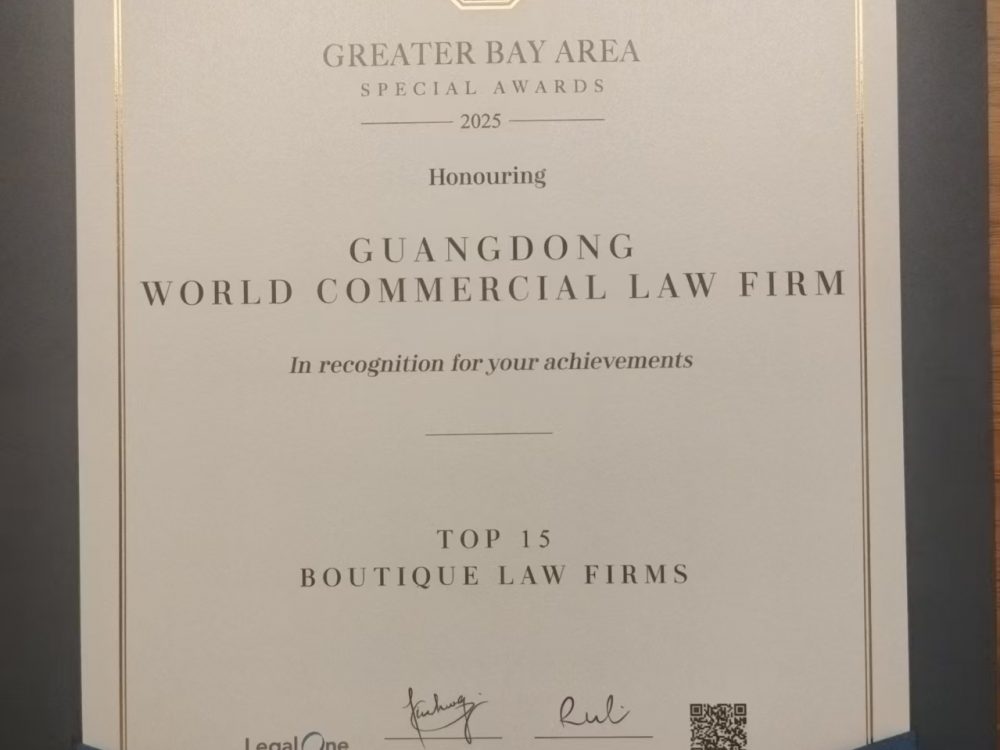 GREATER BAY AREA
SPECIAL AWARDS
2025
Honouring
GUANGDONG
WORLD COMMERCIAL LAW FIRM
In recognition for your achievements
TOP 15
BOUTIQUE LAW FIRMS
LegalOne